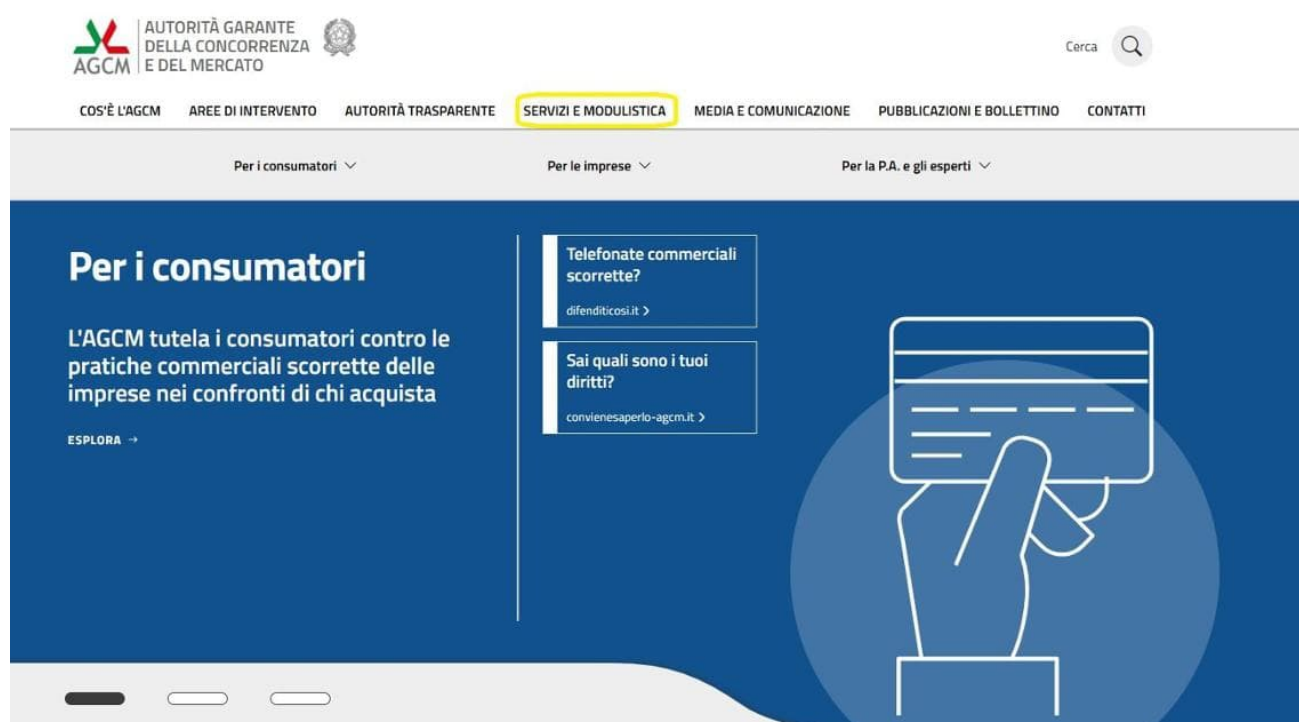 AUTORITÀ GARANTE
DELLA CONCORRENZA
E DEL MERCATO
AGCM
Cerca
COS'È L'AGCM AREE DI INTERVENTO AUTORITÀ TRASPARENTE SERVIZI E MODULISTICA MEDIA E COMUNICAZIONE PUBBLICAZIONI E BOLLETTINO CONTATTI
Per i consumatori Per le imprese Per la P.A. e gli esperti
Per i consumatori
L'AGCM tutela i consumatori contro le
pratiche commerciali scorrette delle
imprese nei confronti di chi acquista
ESPLORA →
Telefonate commerciali
scorrette?
difenditicosi.it >
Sai quali sono i tuoi
diritti?
convienesaperlo-agcm.it >